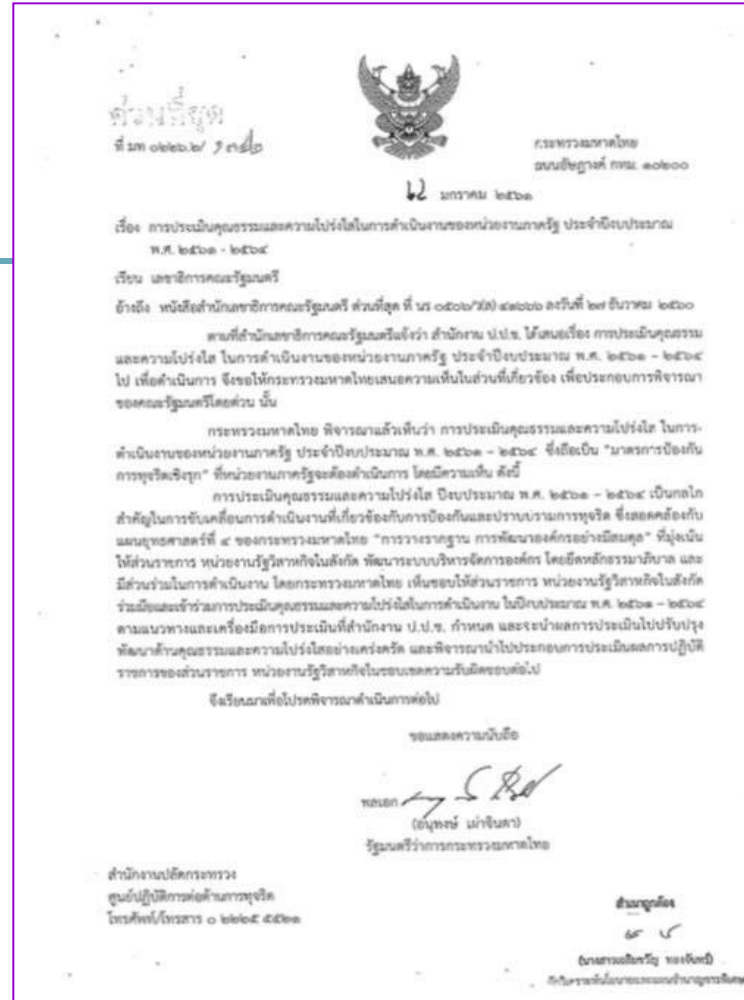 ด่วนที่สุด
ที่ มท ๐๒๒๖.๒/
กระทรวงมหาดไทย
ถนนอัษฎางค์ กทม. ๑๐๒๐๐
มกราคม ๒๕๖๑
เรื่อง การประเมินคุณธรรมและความโปร่งใสในการดำเนินงานของหน่วยงานภาครัฐ ประจำปีงบประมาณ
พ.ศ. ๒๕๖๑ - ๒๕๖๔
เรียน เลขาธิการคณะรัฐมนตรี
อ้างถึง หนังสือสำนักเลขาธิการคณะรัฐมนตรี ด่วนที่สุด ที่ นร ๐๕๐๖/ว(ล) ลงวันที่ ๒๗ ธันวาคม ๒๕๖๐
ตามที่สำนักเลขาธิการคณะรัฐมนตรีแจ้งว่า สำนักงาน ป.ป.ช. ได้เสนอเรื่อง การประเมินคุณธรรม
และความโปร่งใส ในการดำเนินงานของหน่วยงานภาครัฐ ประจำปีงบประมาณ พ.ศ. ๒๕๖๑ – ๒๕๖๔
ไป เพื่อดำเนินการ จึงขอให้กระทรวงมหาดไทยเสนอความเห็นในส่วนที่เกี่ยวข้อง เพื่อประกอบการพิจารณา
ของคณะรัฐมนตรีโดยด่วน นั้น
กระทรวงมหาดไทย พิจารณาแล้วเห็นว่า การประเมินคุณธรรมและความโปร่งใส ในการ-
ดำเนินงานของหน่วยงานภาครัฐ ประจำปีงบประมาณ พ.ศ. ๒๕๖๑ – ๒๕๖๔ ซึ่งถือเป็น "มาตรการป้องกัน
การทุจริตเชิงรุก" ที่หน่วยงานภาครัฐจะต้องดำเนินการ โดยมีความเห็น ดังนี้
การประเมินคุณธรรมและความโปร่งใส ปีงบประมาณ พ.ศ. ๒๕๖๑ – ๒๕๖๔ เป็นกลไก
สำคัญในการขับเคลื่อนการดำเนินงานที่เกี่ยวข้องกับการป้องกันและปราบปรามการทุจริต ซึ่งสอดคล้องกับ
แผนยุทธศาสตร์ที่ ๔ ของกระทรวงมหาดไทย "การวางรากฐาน การพัฒนาองค์กรอย่างมีสมดุล" ที่มุ่งเน้น
ให้ส่วนราชการ หน่วยงานรัฐวิสาหกิจในสังกัด พัฒนาระบบบริหารจัดการองค์กร โดยยึดหลักธรรมาภิบาล และ
มีส่วนร่วมในการดำเนินงาน โดยกระทรวงมหาดไทย เห็นชอบให้ส่วนราชการ หน่วยงานรัฐวิสาหกิจในสังกัด
ร่วมมือและเข้าร่วมการประเมินคุณธรรมและความโปร่งใสในการดำเนินงาน ในปีงบประมาณ พ.ศ. ๒๕๖๑ – ๒๕๖๔
ตามแนวทางและเครื่องมือการประเมินที่สำนักงาน ป.ป.ช. กำหนด และจะนำผลการประเมินไปปรับปรุง
พัฒนาด้านคุณธรรมและความโปร่งใสอย่างเคร่งครัด และพิจารณานำไปประกอบการประเมินผลการปฏิบัติ
ราชการของส่วนราชการ หน่วยงานรัฐวิสาหกิจในขอบเขตความรับผิดชอบต่อไป
จึงเรียนมาเพื่อโปรดพิจารณาดำเนินการต่อไป
ขอแสดงความนับถือ
พลเอก
(อนุพงษ์ เผ่าจินดา)
รัฐมนตรีว่าการกระทรวงมหาดไทย
สำนักงานปลัดกระทรวง
ศูนย์ปฏิบัติการต่อต้านการทุจริต
โทรศัพท์/โทรสาร ๐ ๒๒๒๕
สำเนาถูกต้อง
นักวิเคราะห์นโยบายและแผนชำนาญการพิเศษ